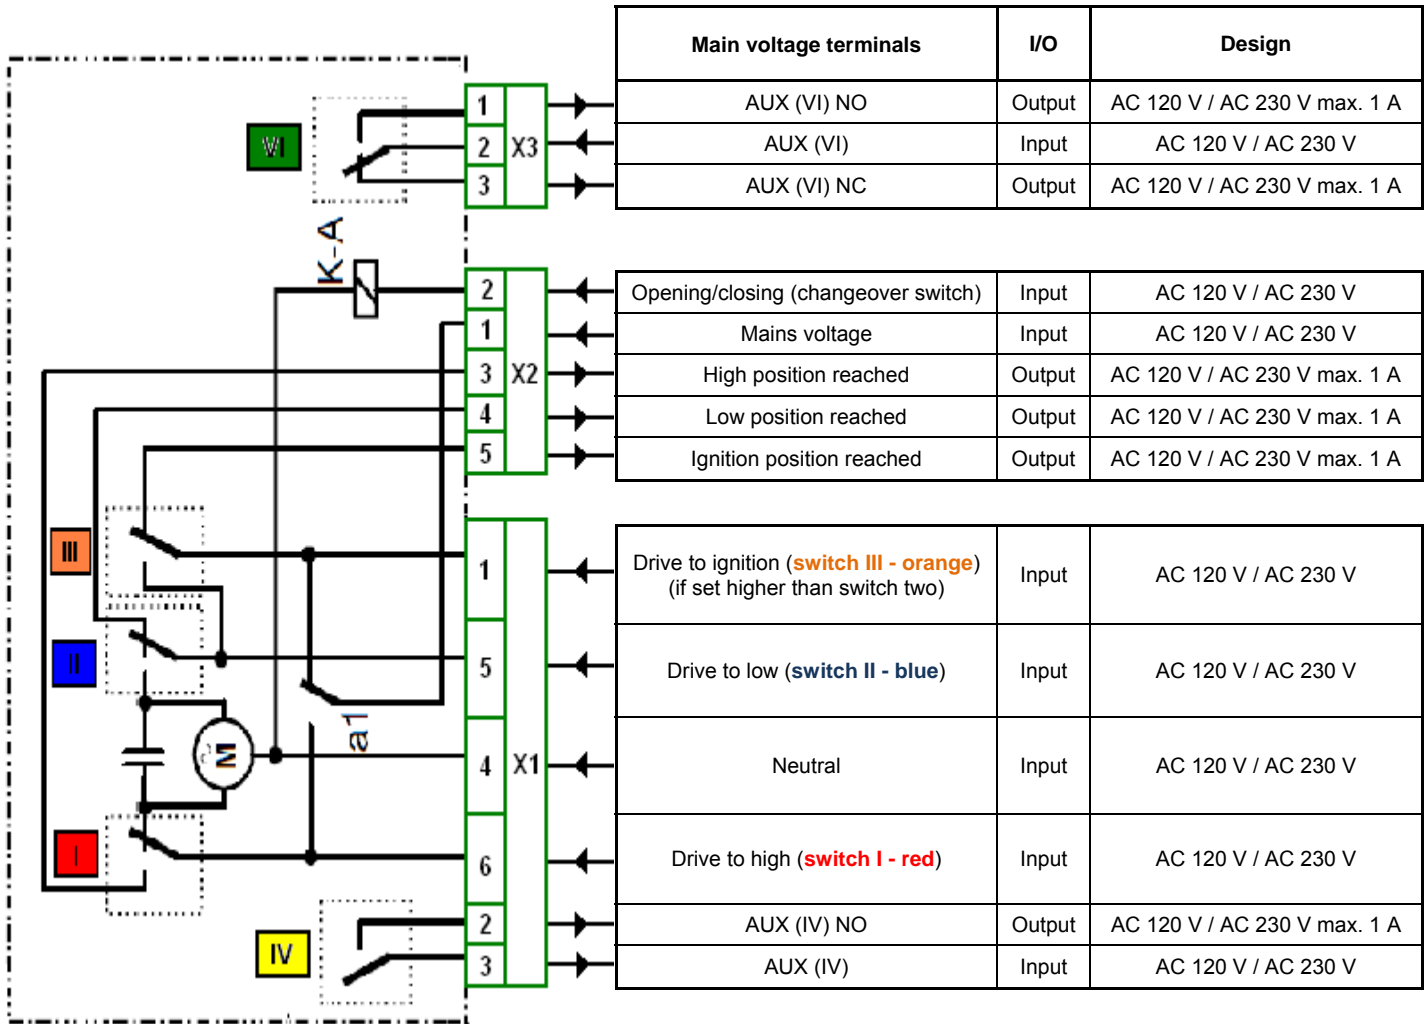 Main voltage terminals I/O Design
VI 1 X3 AUX (VI) NO Output AC 120 V / AC 230 V max. 1 A
2 AUX (VI) Input AC 120 V / AC 230 V
3 AUX (VI) NC Output AC 120 V / AC 230 V max. 1 A
K-A
2 X2 Opening/closing (changeover switch) Input AC 120 V / AC 230 V
1 Mains voltage Input AC 120 V / AC 230 V
3 High position reached Output AC 120 V / AC 230 V max. 1 A
4 Low position reached Output AC 120 V / AC 230 V max. 1 A
5 Ignition position reached Output AC 120 V / AC 230 V max. 1 A
III 1 Drive to ignition (switch III - orange)
(if set higher than switch two) Input AC 120 V / AC 230 V
II 5 Drive to low (switch II - blue) Input AC 120 V / AC 230 V
a1
M 4 X1 Neutral Input AC 120 V / AC 230 V
I 6 Drive to high (switch I - red) Input AC 120 V / AC 230 V
2 AUX (IV) NO Output AC 120 V / AC 230 V max. 1 A
IV 3 AUX (IV) Input AC 120 V / AC 230 V